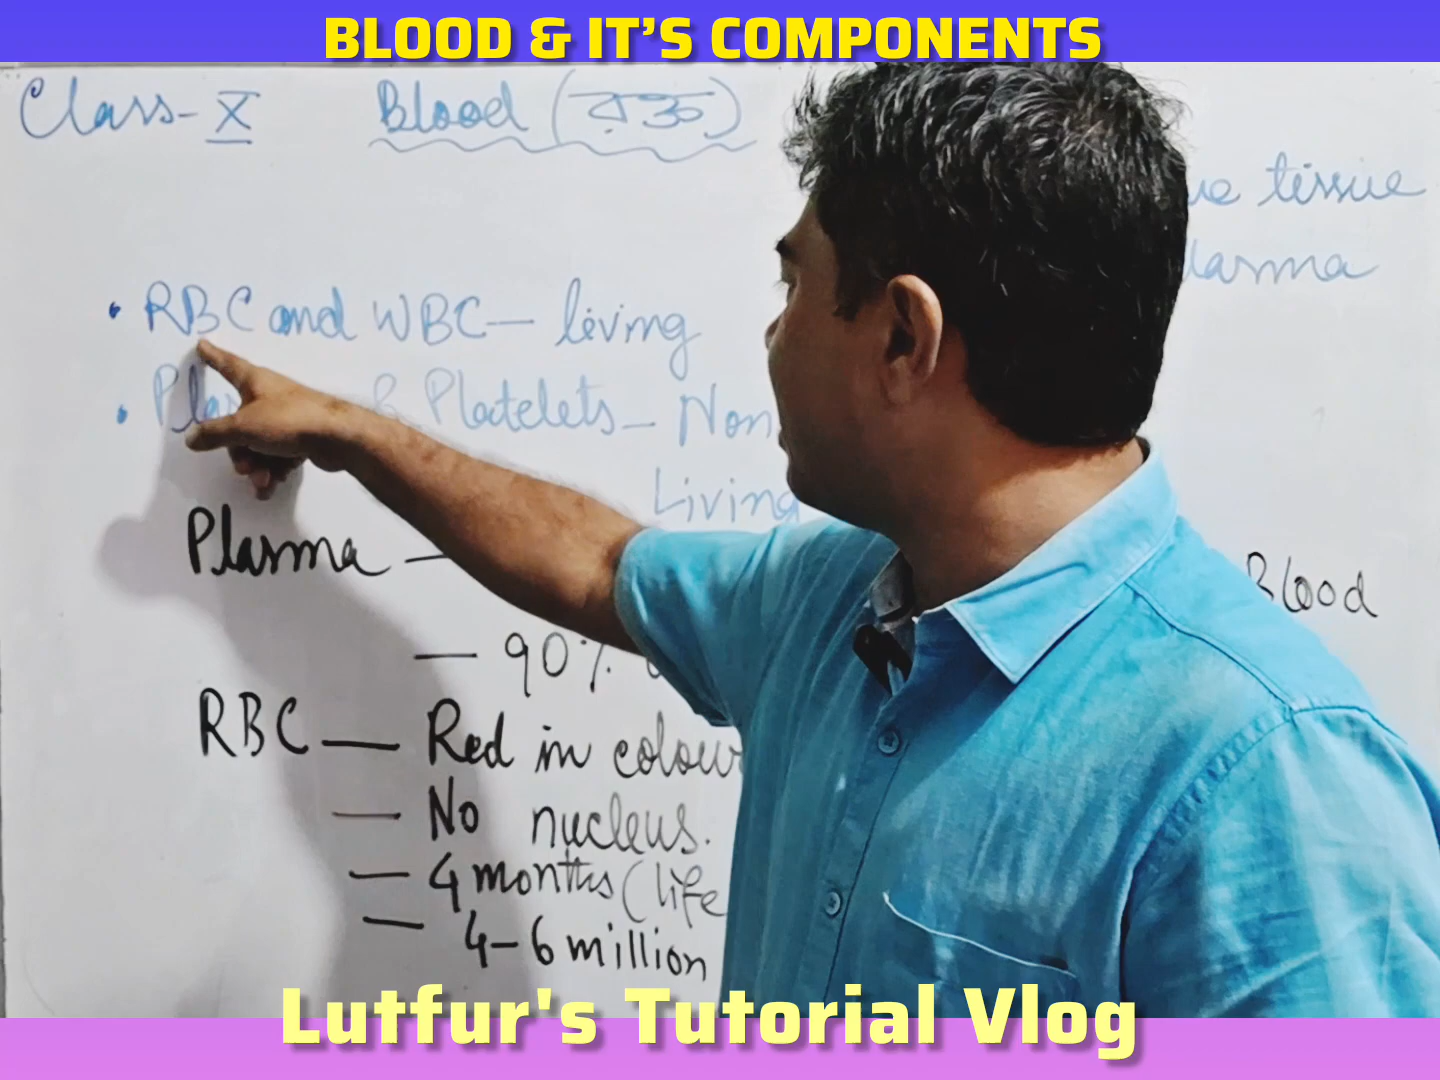 BLOOD & IT'S COMPONENTS
Class- X Blood (রক্ত)
tissue
• RBC and WBC— living
• & Platelets— Non
Living
Plasma —
Blood
— 90%
RBC — Red in colour
— No nucleus.
— 4 months (life
— 4-6 million
Lutfur's Tutorial Vlog